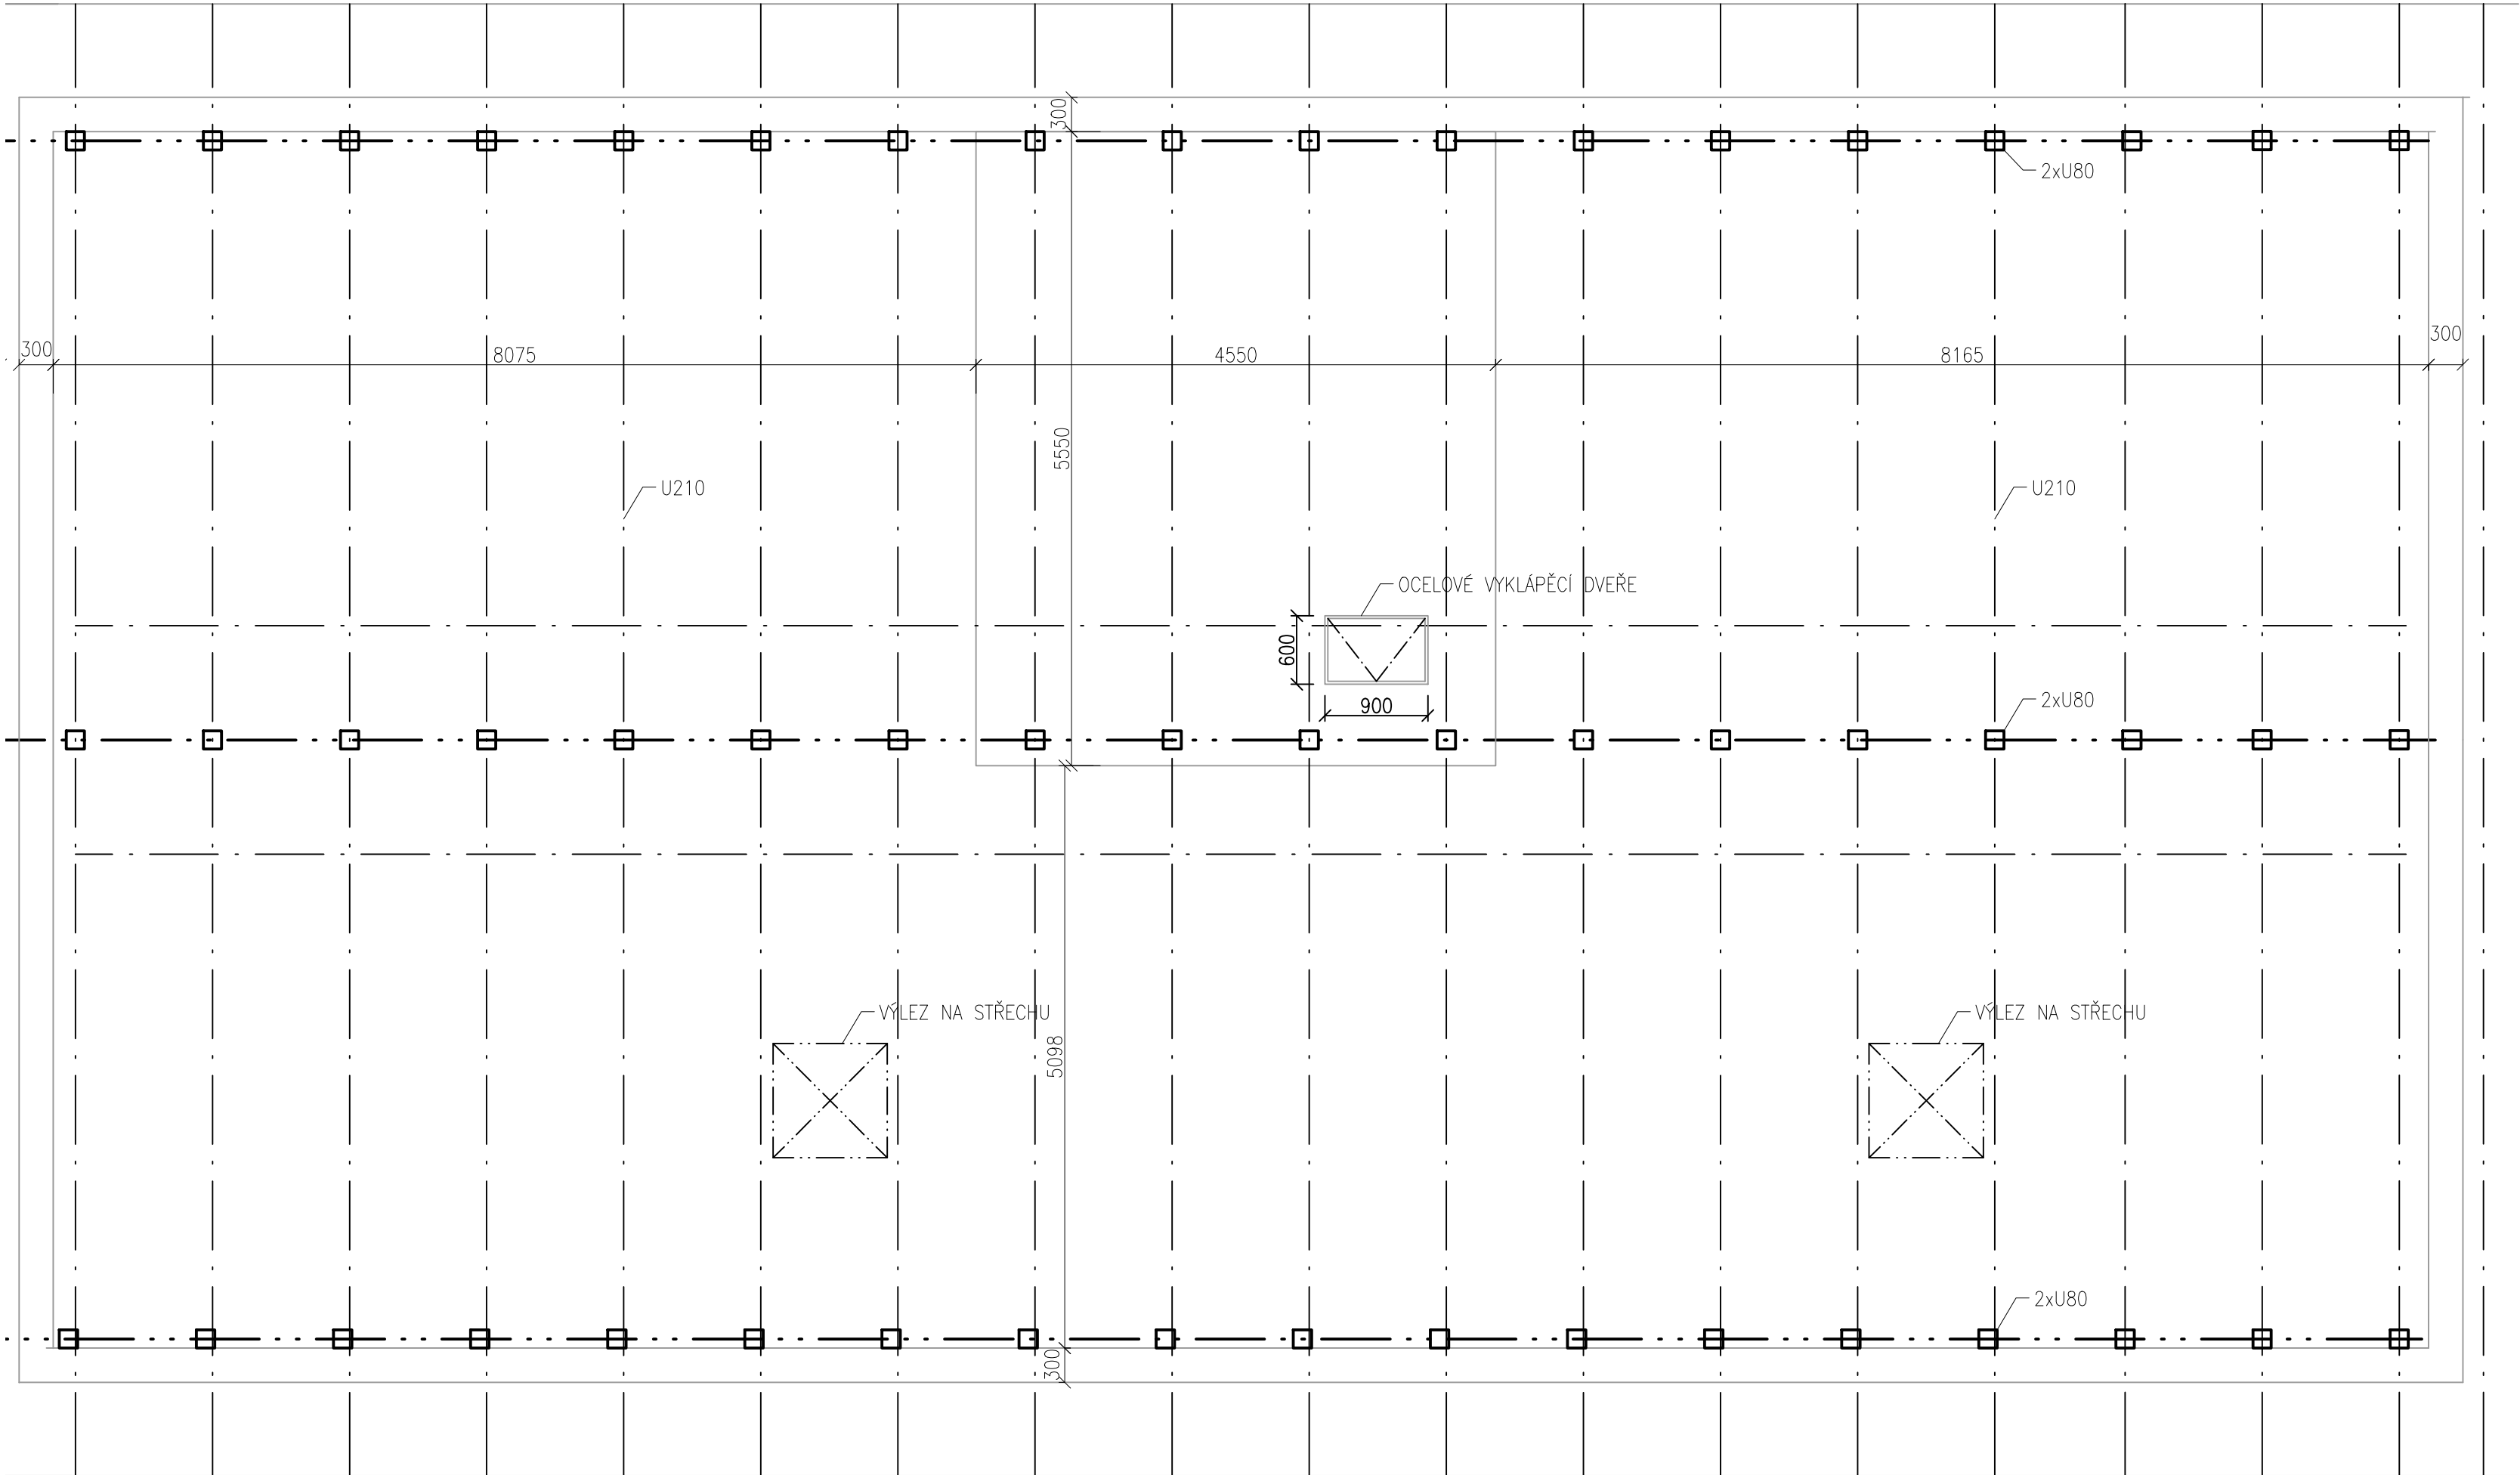 300
2xU80
300
8075
4550
8165
300
5550
U210
U210
OCELOVÉ VYKLÁPĚCÍ DVEŘE
600
900
2xU80
VÝLEZ NA STŘECHU
VÝLEZ NA STŘECHU
5098
2xU80
300